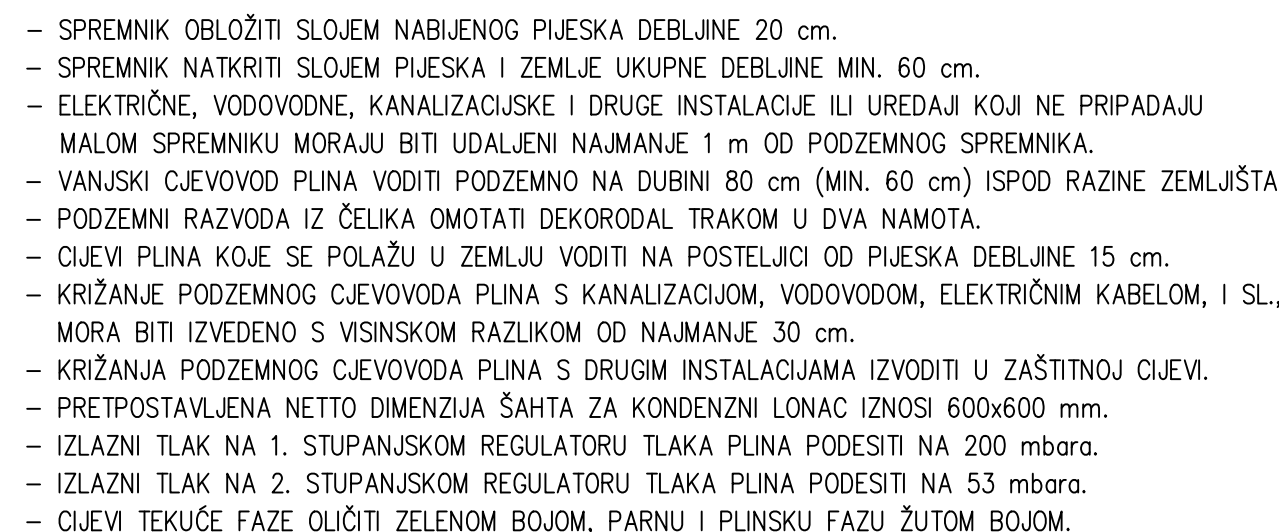 – SPREMNIK OBLOŽITI SLOJEM NABIJENOG PIJESKA DEBLJINE 20 cm.
– SPREMNIK NATKRITI SLOJEM PIJESKA I ZEMLJE UKUPNE DEBLJINE MIN. 60 cm.
– ELEKTRIČNE, VODOVODNE, KANALIZACIJSKE I DRUGE INSTALACIJE ILI UREDAJI KOJI NE PRIPADAJU
MALOM SPREMNIKU MORAJU BITI UDALJENI NAJMANJE 1 m OD PODZEMNOG SPREMNIKA.
– VANJSKI CJEVOVOD PLINA VODITI PODZEMNO NA DUBINI 80 cm (MIN. 60 cm) ISPOD RAZINE ZEMLJIŠTA
– PODZEMNI RAZVODA IZ ČELIKA OMOTATI DEKORODAL TRAKOM U DVA NAMOTA.
– CIJEVI PLINA KOJE SE POLAŽU U ZEMLJU VODITI NA POSTELJICI OD PIJESKA DEBLJINE 15 cm.
– KRIŽANJE PODZEMNOG CJEVOVODA PLINA S KANALIZACIJOM, VODOVODOM, ELEKTRIČNIM KABELOM, I SL.,
MORA BITI IZVEDENO S VISINSKOM RAZLIKOM OD NAJMANJE 30 cm.
– KRIŽANJA PODZEMNOG CJEVOVODA PLINA S DRUGIM INSTALACIJAMA IZVODITI U ZAŠTITNOJ CIJEVI.
– PRETPOSTAVLJENA NETTO DIMENZIJA ŠAHTA ZA KONDENZNI LONAC IZNOSI 600x600 mm.
– IZLAZNI TLAK NA 1. STUPANJSKOM REGULATORU TLAKA PLINA PODESITI NA 200 mbara.
– IZLAZNI TLAK NA 2. STUPANJSKOM REGULATORU TLAKA PLINA PODESITI NA 53 mbara.
– CIJEVI TEKUĆE FAZE OLIČITI ZELENOM BOJOM, PARNU I PLINSKU FAZU ŽUTOM BOJOM.